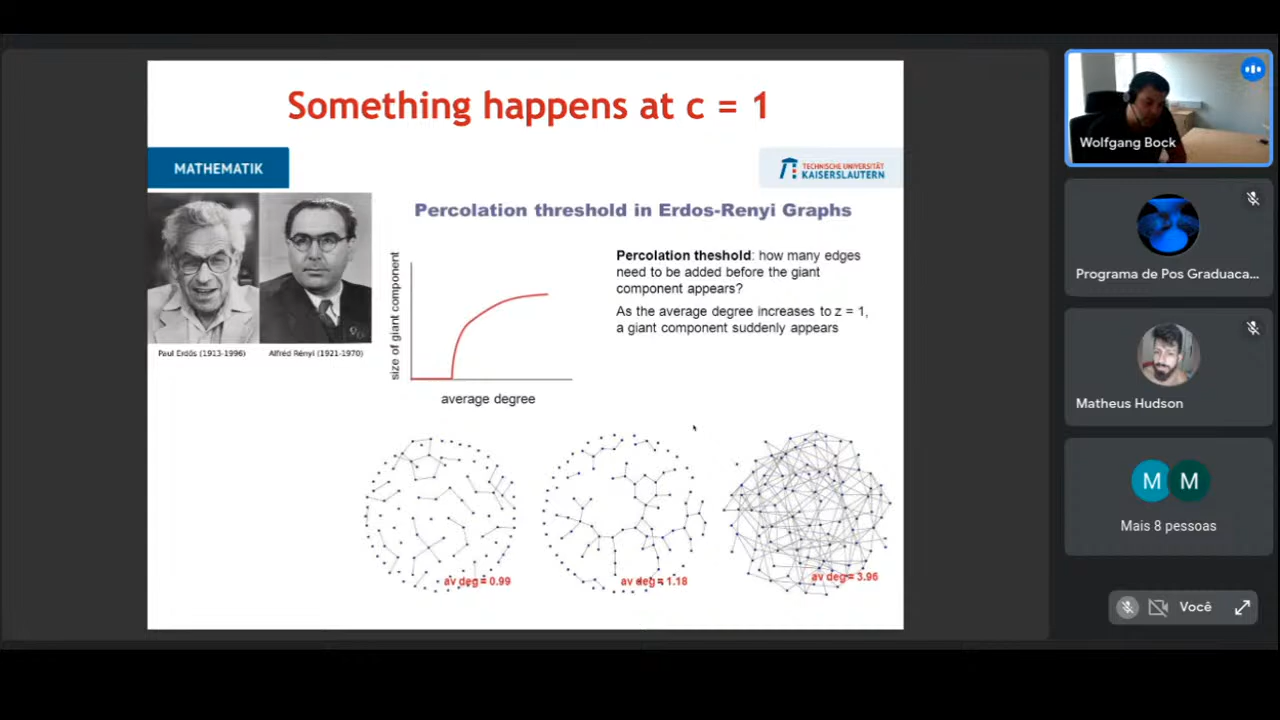 Something happens at c = 1
MATHEMATIK
TECHNISCHE UNIVERSITÄT
KAISERSLAUTERN
Percolation threshold in Erdos-Renyi Graphs
Paul Erdős (1913-1996)
Alfréd Rényi (1921-1970)
size of giant component
average degree
Percolation theshold: how many edges
need to be added before the giant
component appears?
As the average degree increases to z = 1,
a giant component suddenly appears
av deg = 0.99
av deg = 1.18
av deg = 3.96
Wolfgang Bock
Programa de Pos Graduaca...
Matheus Hudson
M
M
Mais 8 pessoas
Você